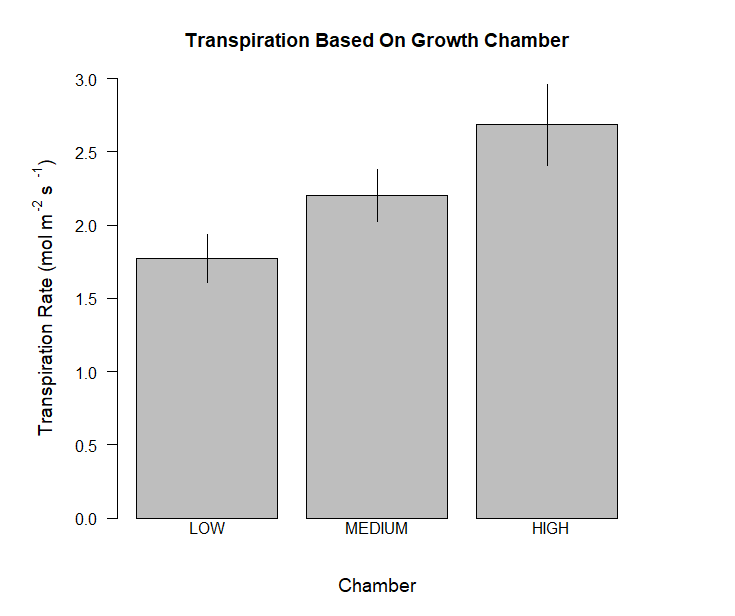 Transpiration Based On Growth Chamber
Transpiration Rate (mol m⁻² s ⁻¹)
3.0
2.5
2.0
1.5
1.0
0.5
0.0
LOW MEDIUM HIGH
Chamber